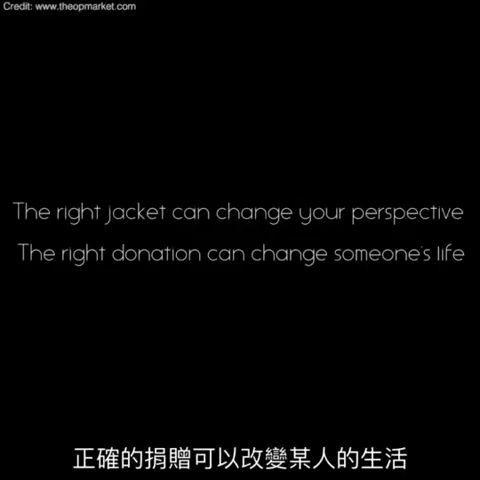 Credit: www.theopmarket.com
The right jacket can change your perspective
The right donation can change someone's life
正確的捐贈可以改變某人的生活